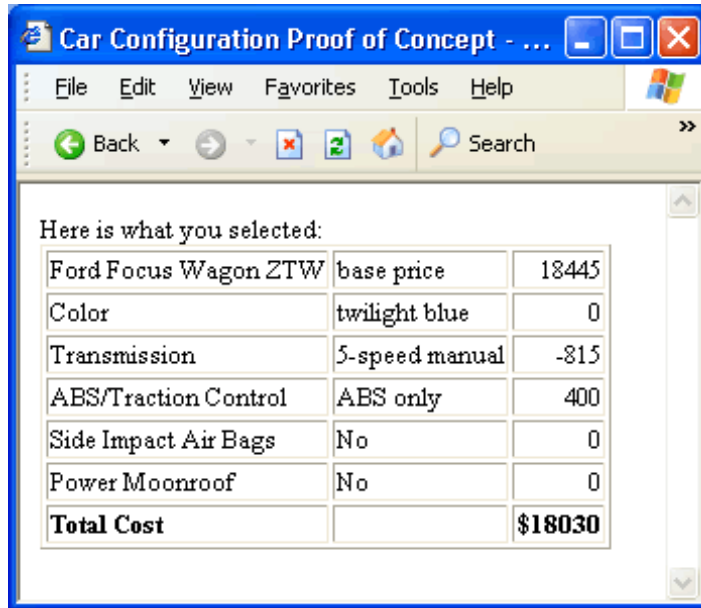 Car Configuration Proof of Concept - ...
File Edit View Favorites Tools Help
Back Search »
Here is what you selected:
Ford Focus Wagon ZTW base price 18445
Color twilight blue 0
Transmission 5-speed manual -815
ABS/Traction Control ABS only 400
Side Impact Air Bags No 0
Power Moonroof No 0
Total Cost $18030